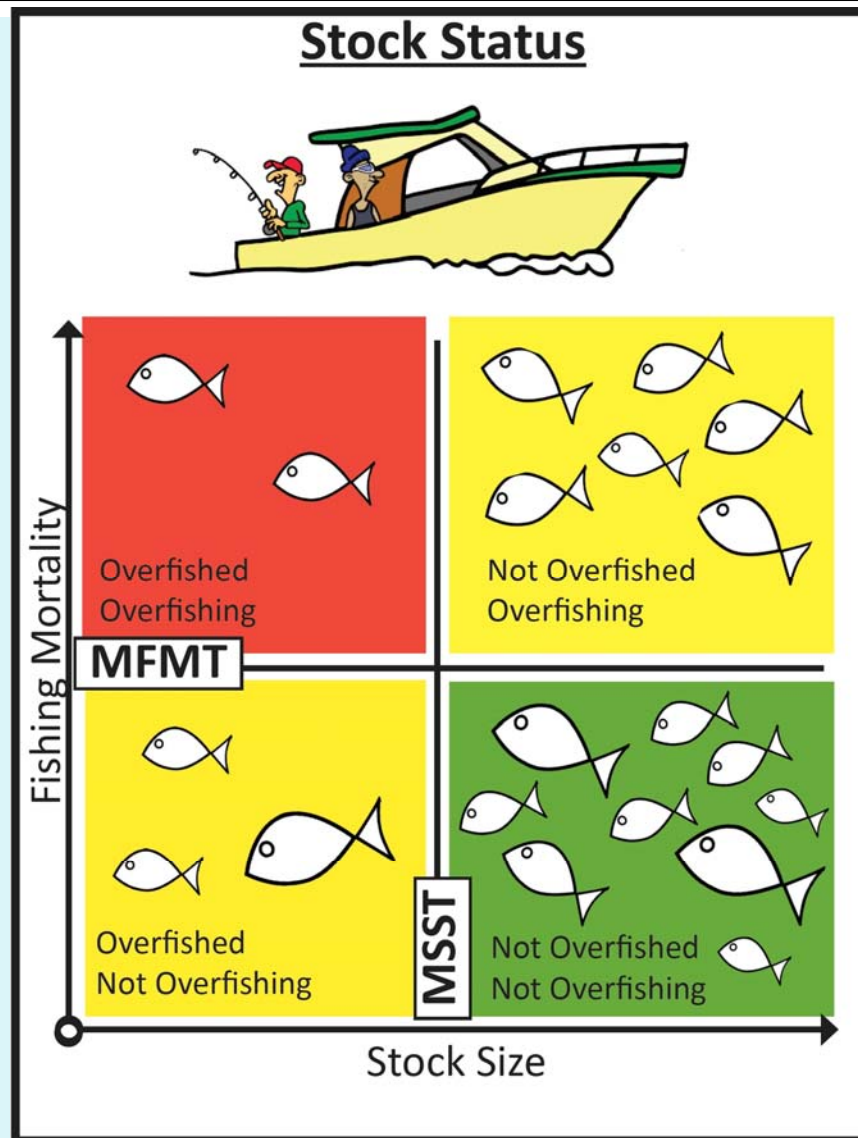 Stock Status
Fishing Mortality
Overfished
Overfishing
Not Overfished
Overfishing
MFMT
Overfished
Not Overfishing
MSST
Not Overfished
Not Overfishing
Stock Size